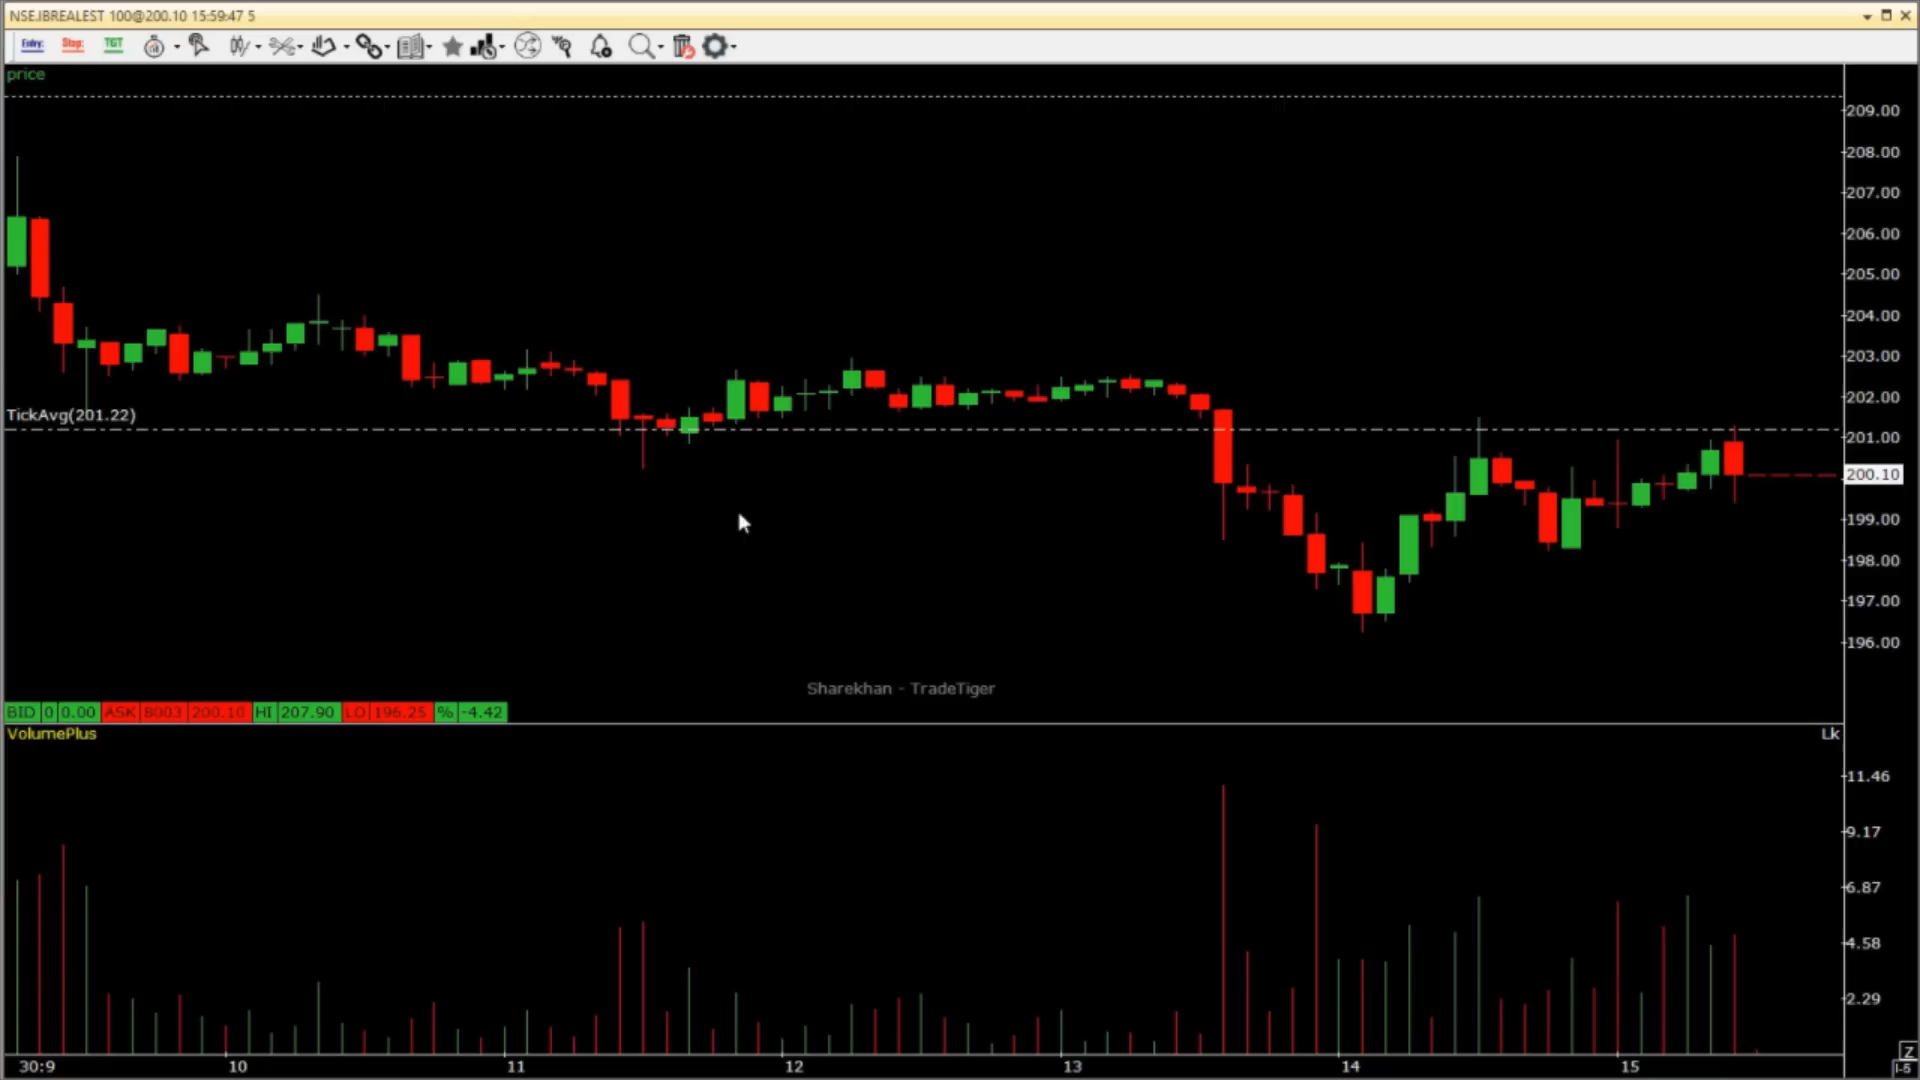 NSE.IBREALEST 100@200.10 15:59:47 5
Entry: Stop: TGT
price
209.00
208.00
207.00
206.00
205.00
204.00
203.00
202.00
TickAvg(201.22)
201.00
200.10
199.00
198.00
197.00
196.00
Sharekhan - TradeTiger
BID 0 0.00 ASK 8003 200.10 HI 207.90 LO 196.25 % -4.42
VolumePlus
Lk
11.46
9.17
6.87
4.58
2.29
30:9 10 11 12 13 14 15
Z
I-5